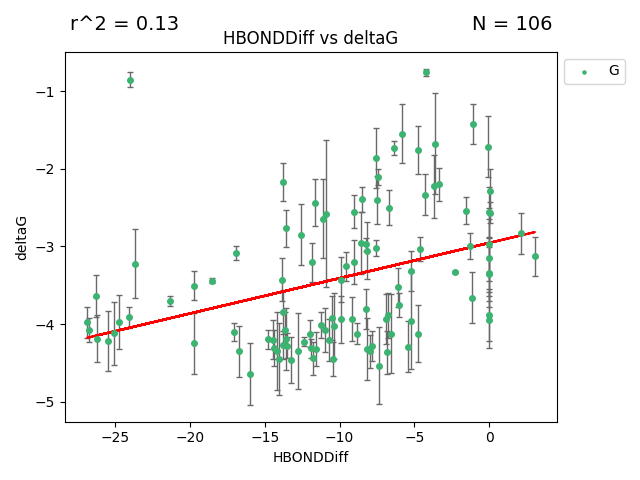 r^2 = 0.13
N = 106
HBONDDiff vs deltaG
G
deltaG
−1
−2
−3
−4
−5
−25
−20
−15
−10
−5
0
HBONDDiff